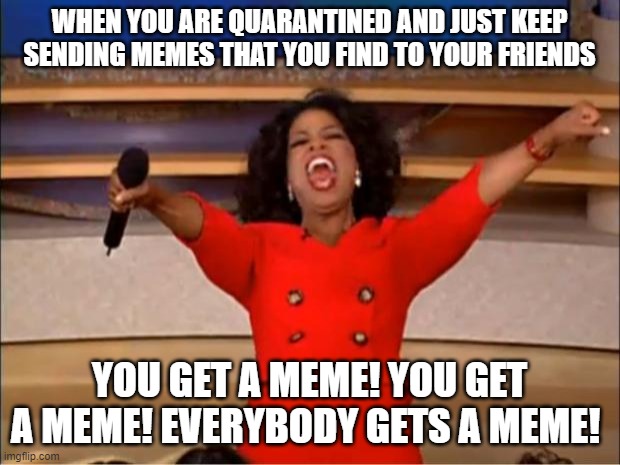 WHEN YOU ARE QUARANTINED AND JUST KEEP
SENDING MEMES THAT YOU FIND TO YOUR FRIENDS
YOU GET A MEME! YOU GET
A MEME! EVERYBODY GETS A MEME!
imgflip.com